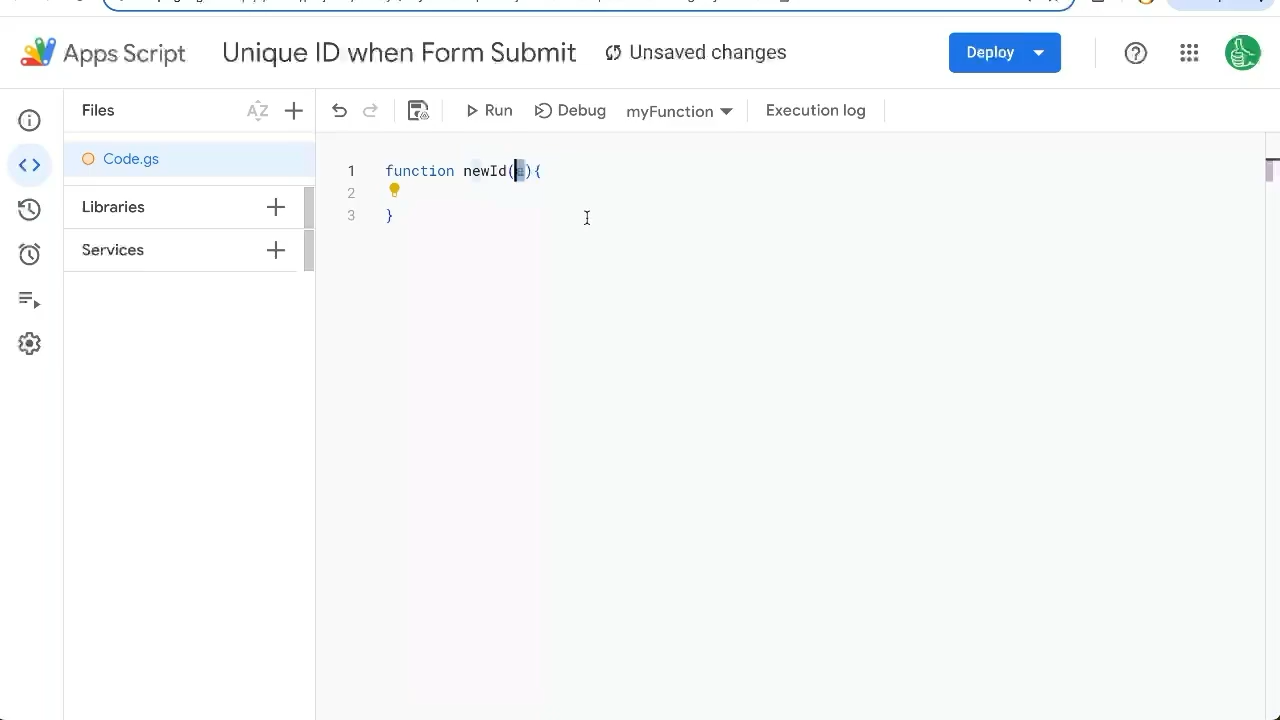 Apps Script
Unique ID when Form Submit
Unsaved changes
Deploy
Files
AZ
Run
Debug
myFunction
Execution log
Code.gs
Libraries
Services
1 function newId(e){
2
3 }